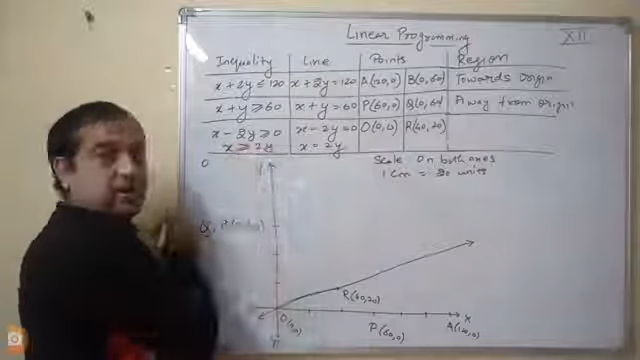 Linear Programming
XII
Inequality Line Points Region
x + 2y ≤ 120 x + 2y = 120 A(120,0) B(0,60) Towards origin
x + y ≥ 60 x + y = 60 P(60,0) Q(0,60) Away from origin
x - 2y ≥ 0 x - 2y = 0 O(0,0) R(40,20)
x ≥ 2y x = 2y
Scale On both axes
1 cm = 20 units
R(40,20)
O(0,0)
P(60,0)
A(120,0)
X